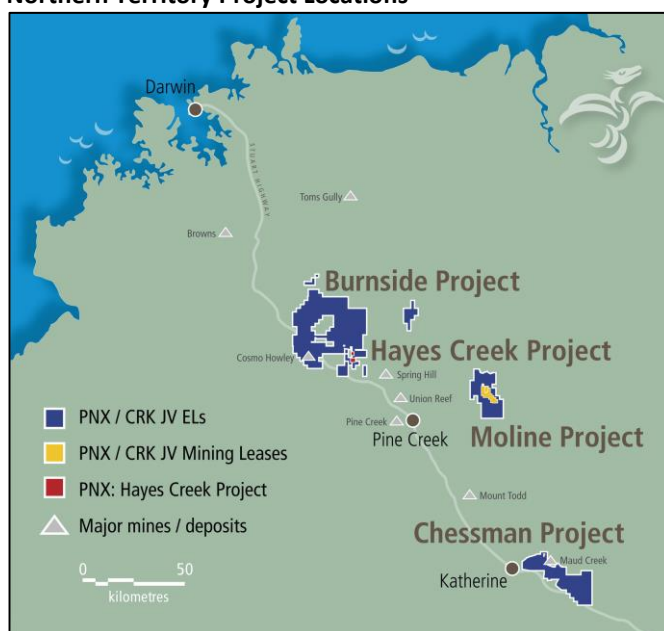 Northern Territory Project Locations
Darwin
STUART HIGHWAY
Toms Gully
Browns
Burnside Project
Hayes Creek Project
Cosmo Howley
Spring Hill
Union Reef
Pine Creek
Pine Creek
Moline Project
Mount Todd
Chessman Project
Maud Creek
Katherine
PNX / CRK JV ELs
PNX / CRK JV Mining Leases
PNX: Hayes Creek Project
Major mines / deposits
0 50
kilometres